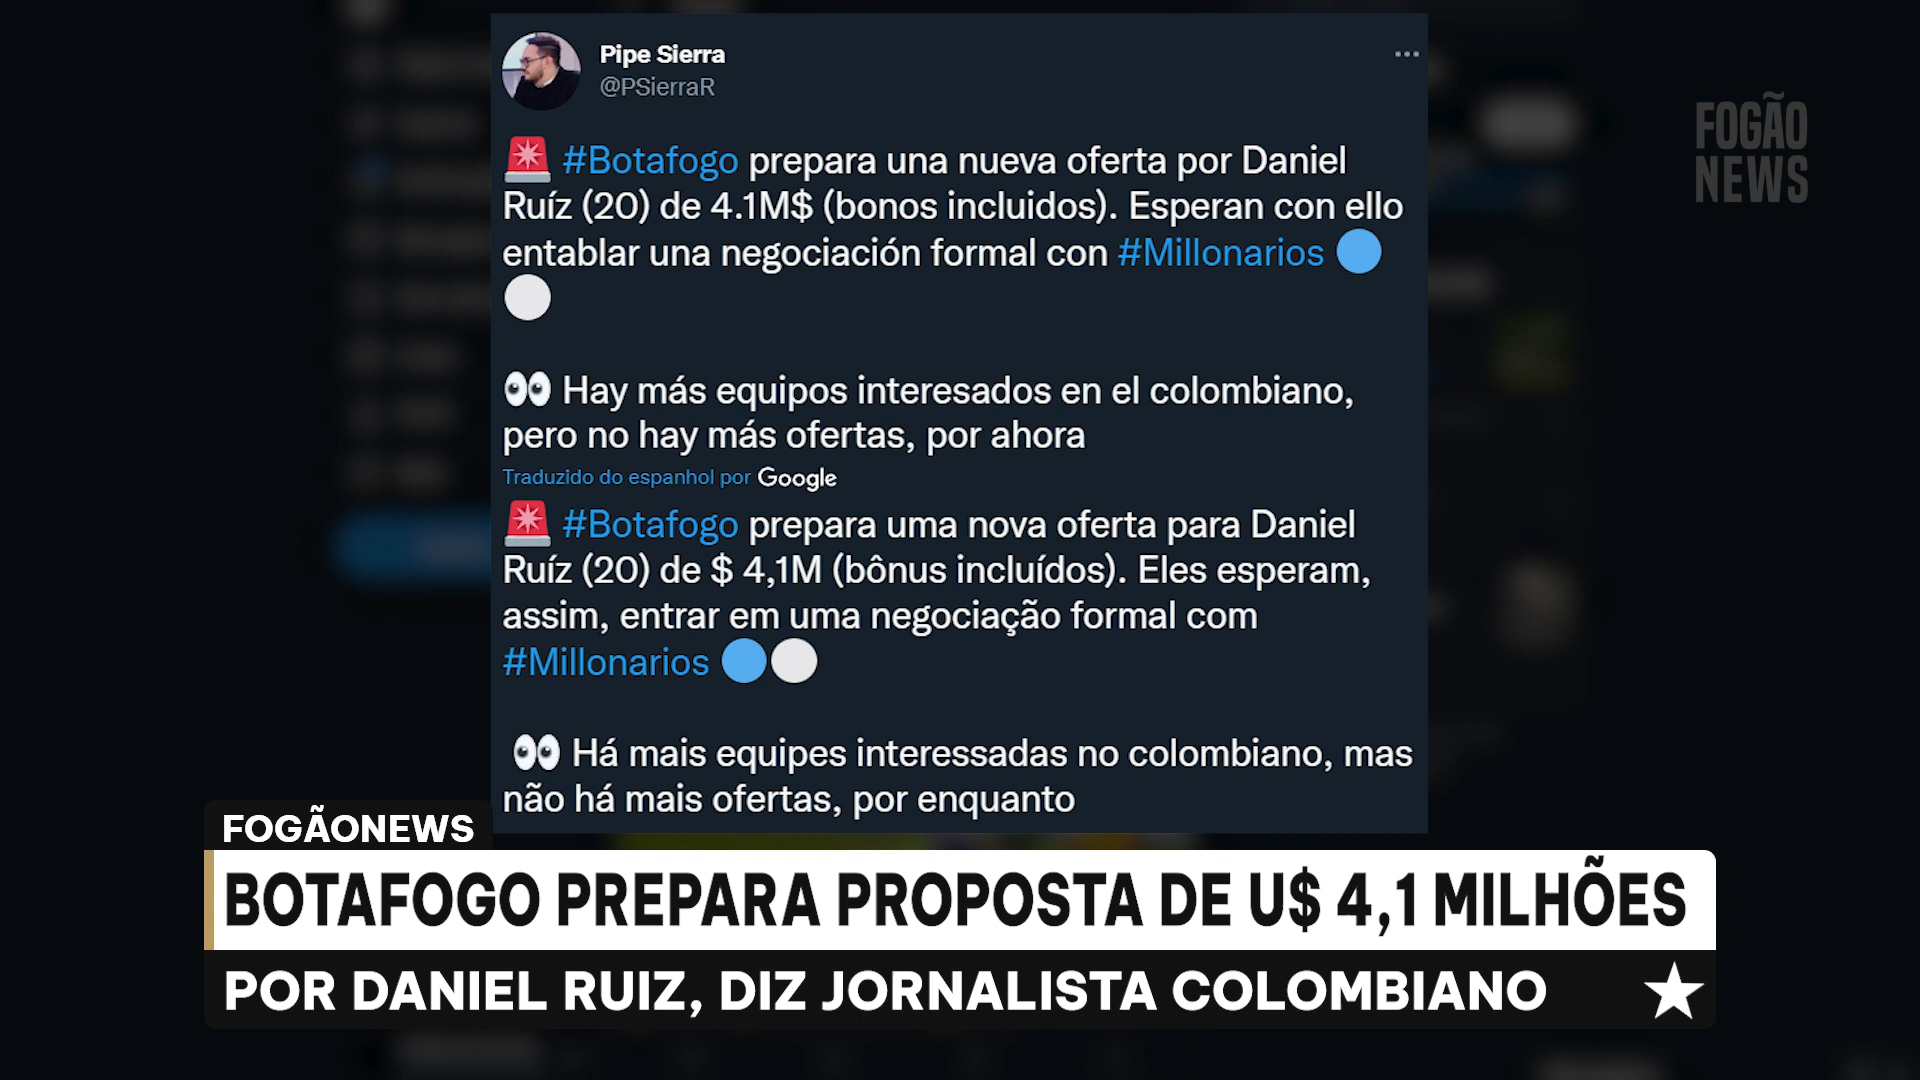 Pipe Sierra
@PSierraR
🚨 #Botafogo prepara una nueva oferta por Daniel
Ruíz (20) de 4.1M$ (bonos incluidos). Esperan con ello
entablar una negociación formal con #Millonarios 🔵
⚪
👀 Hay más equipos interesados en el colombiano,
pero no hay más ofertas, por ahora
Traduzido do espanhol por Google
🚨 #Botafogo prepara uma nova oferta para Daniel
Ruíz (20) de $ 4,1M (bônus incluídos). Eles esperam,
assim, entrar em uma negociação formal com
#Millonarios 🔵⚪
👀 Há mais equipes interessadas no colombiano, mas
não há mais ofertas, por enquanto
FOGÃO
NEWS
FOGÃONEWS
BOTAFOGO PREPARA PROPOSTA DE U$ 4,1 MILHÕES
POR DANIEL RUIZ, DIZ JORNALISTA COLOMBIANO